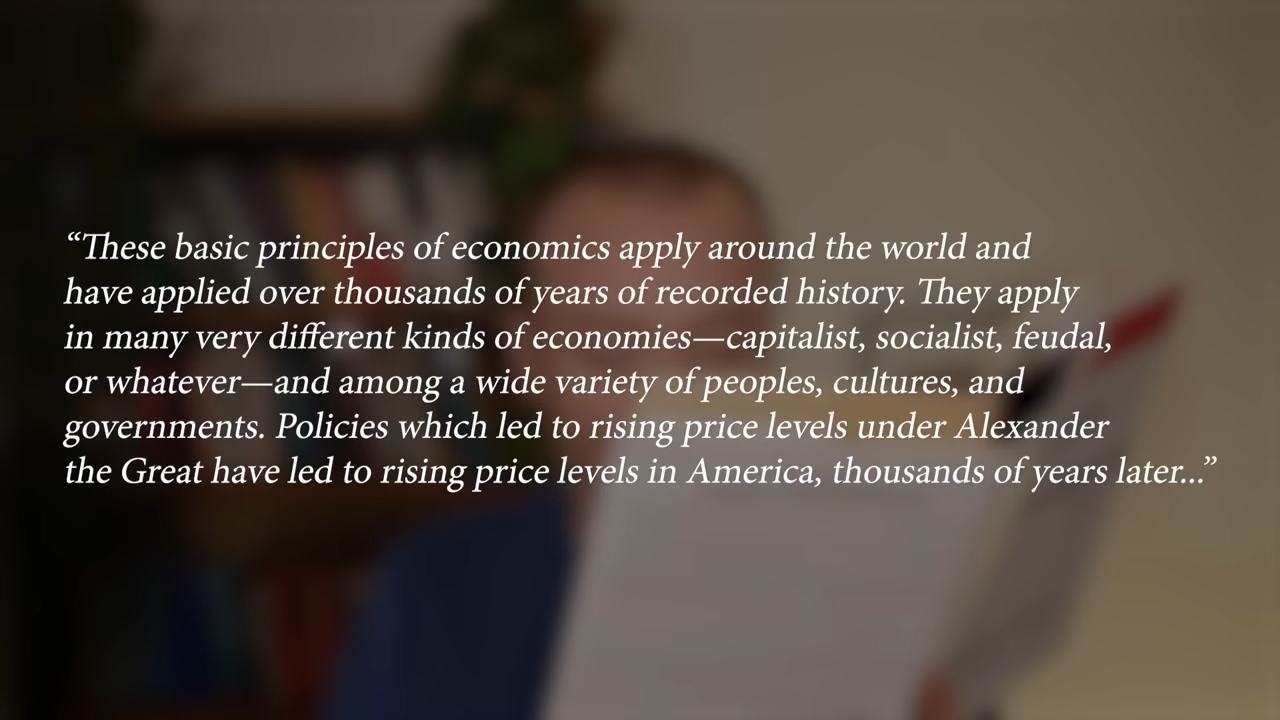 “These basic principles of economics apply around the world and
have applied over thousands of years of recorded history. They apply
in many very different kinds of economies—capitalist, socialist, feudal,
or whatever—and among a wide variety of peoples, cultures, and
governments. Policies which led to rising price levels under Alexander
the Great have led to rising price levels in America, thousands of years later...”